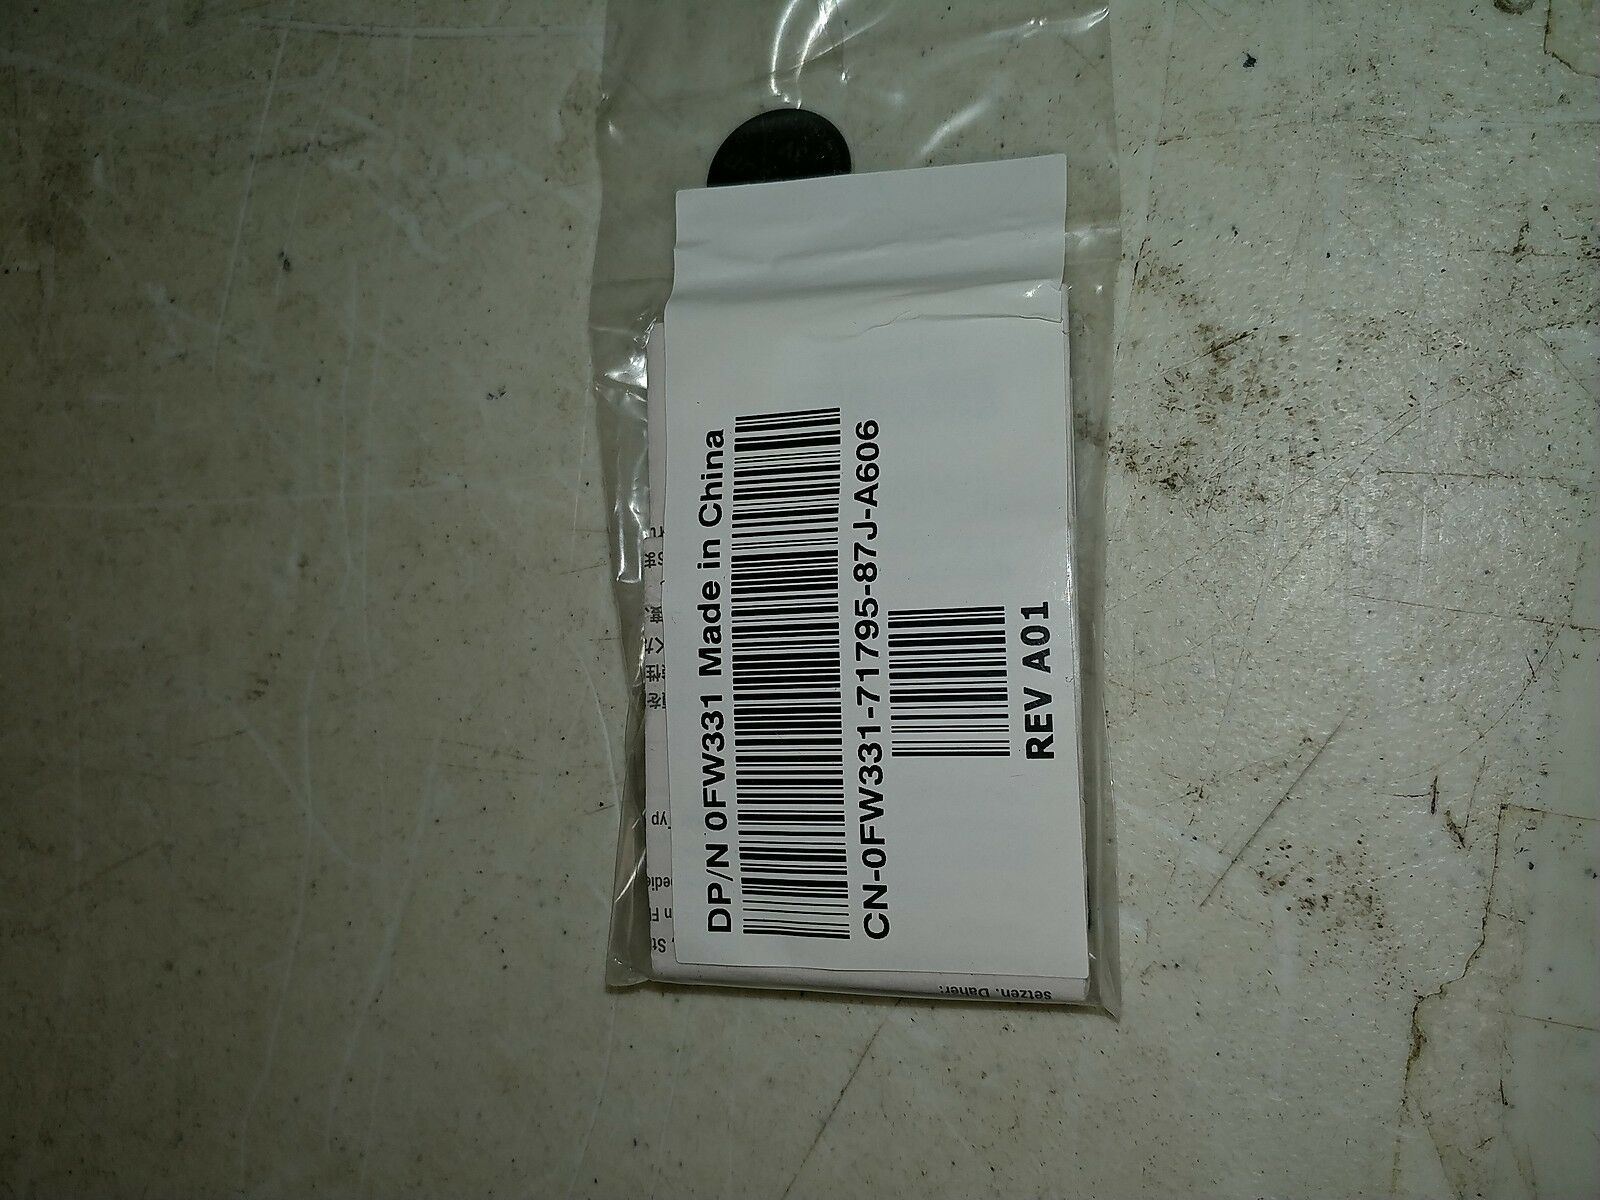 DP/N 0FW331 Made in China
CN-0FW331-71795-87J-A606
REV A01
setzen. Daher: